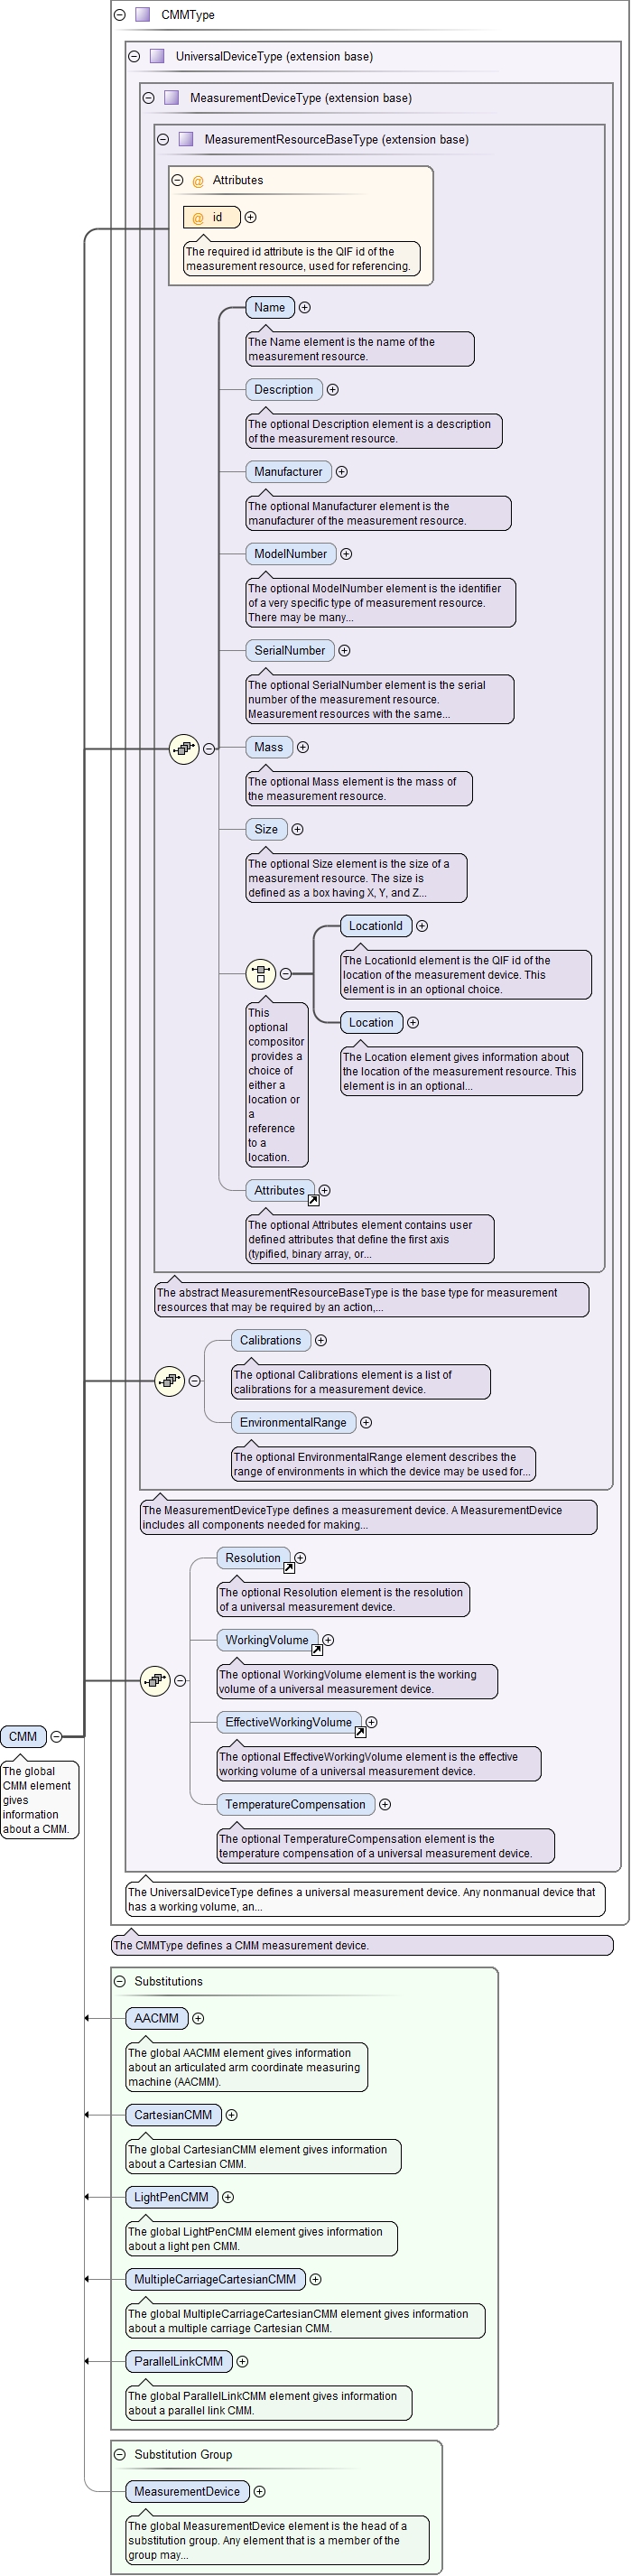 CMMType
UniversalDeviceType (extension base)
MeasurementDeviceType (extension base)
MeasurementResourceBaseType (extension base)
@ Attributes
@ id
The required id attribute is the QIF id of the
measurement resource, used for referencing.
Name
The Name element is the name of the
measurement resource.
Description
The optional Description element is a description
of the measurement resource.
Manufacturer
The optional Manufacturer element is the
manufacturer of the measurement resource.
ModelNumber
The optional ModelNumber element is the identifier
of a very specific type of measurement resource.
There may be many...
SerialNumber
The optional SerialNumber element is the serial
number of the measurement resource.
Measurement resources with the same...
Mass
The optional Mass element is the mass of
the measurement resource.
Size
The optional Size element is the size of a
measurement resource. The size is
defined as a box having X, Y, and Z...
LocationId
The LocationId element is the QIF id of the
location of the measurement device. This
element is in an optional choice.
Location
The Location element gives information about
the location of the measurement resource. This
element is in an optional...
This
optional
compositor
provides a
choice of
either a
location or
a
reference
to a
location.
Attributes
The optional Attributes element contains user
defined attributes that define the first axis
(typified, binary array, or...
The abstract MeasurementResourceBaseType is the base type for measurement
resources that may be required by an action,...
Calibrations
The optional Calibrations element is a list of
calibrations for a measurement device.
EnvironmentalRange
The optional EnvironmentalRange element describes the
range of environments in which the device may be used for...
The MeasurementDeviceType defines a measurement device. A MeasurementDevice
includes all components needed for making...
Resolution
The optional Resolution element is the resolution
of a universal measurement device.
WorkingVolume
The optional WorkingVolume element is the working
volume of a universal measurement device.
EffectiveWorkingVolume
The optional EffectiveWorkingVolume element is the effective
working volume of a universal measurement device.
TemperatureCompensation
The optional TemperatureCompensation element is the
temperature compensation of a universal measurement device.
CMM
The global
CMM element
gives
information
about a CMM.
The UniversalDeviceType defines a universal measurement device. Any nonmanual device that
has a working volume, an...
The CMMType defines a CMM measurement device.
Substitutions
AACMM
The global AACMM element gives information
about an articulated arm coordinate measuring
machine (AACMM).
CartesianCMM
The global CartesianCMM element gives information
about a Cartesian CMM.
LightPenCMM
The global LightPenCMM element gives information
about a light pen CMM.
MultipleCarriageCartesianCMM
The global MultipleCarriageCartesianCMM element gives information
about a multiple carriage Cartesian CMM.
ParallelLinkCMM
The global ParallelLinkCMM element gives information
about a parallel link CMM.
Substitution Group
MeasurementDevice
The global MeasurementDevice element is the head of a
substitution group. Any element that is a member of the
group may...